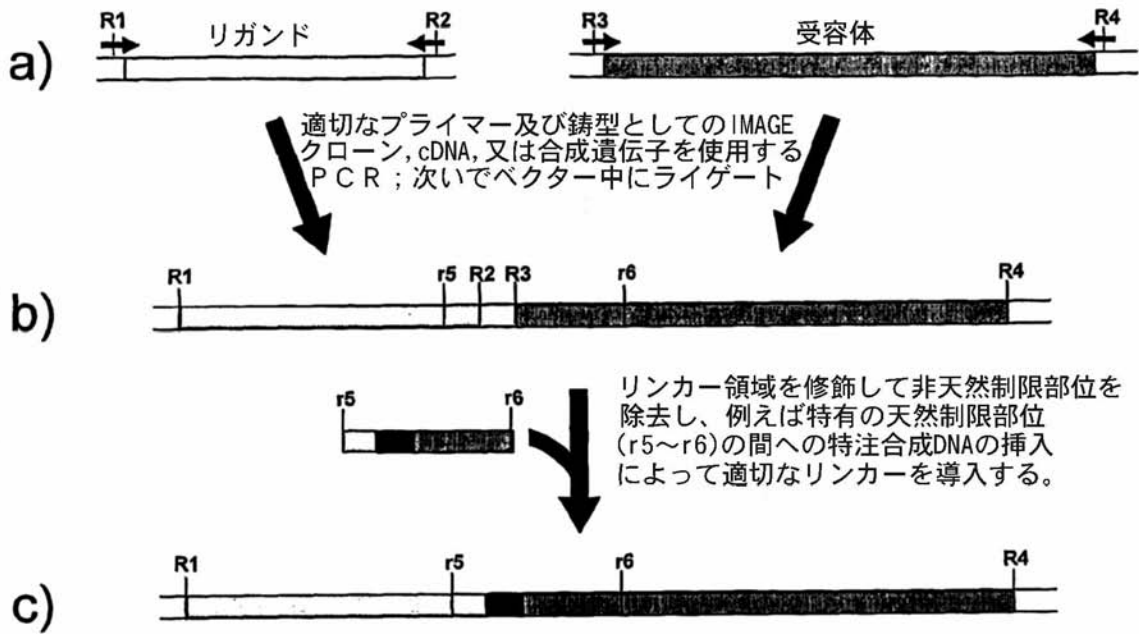 R1 R2 R3 R4
リガンド 受容体
a)
適切なプライマー及び鋳型としてのIMAGE
クローン, cDNA, 又は合成遺伝子を使用する
PCR;次いでベクター中にライゲート
R1 r5 R2 R3 r6 R4
b)
r5 r6
リンカー領域を修飾して非天然制限部位を
除去し、例えば特有の天然制限部位
(r5~r6)の間への特注合成DNAの挿入
によって適切なリンカーを導入する。
R1 r5 r6 R4
c)